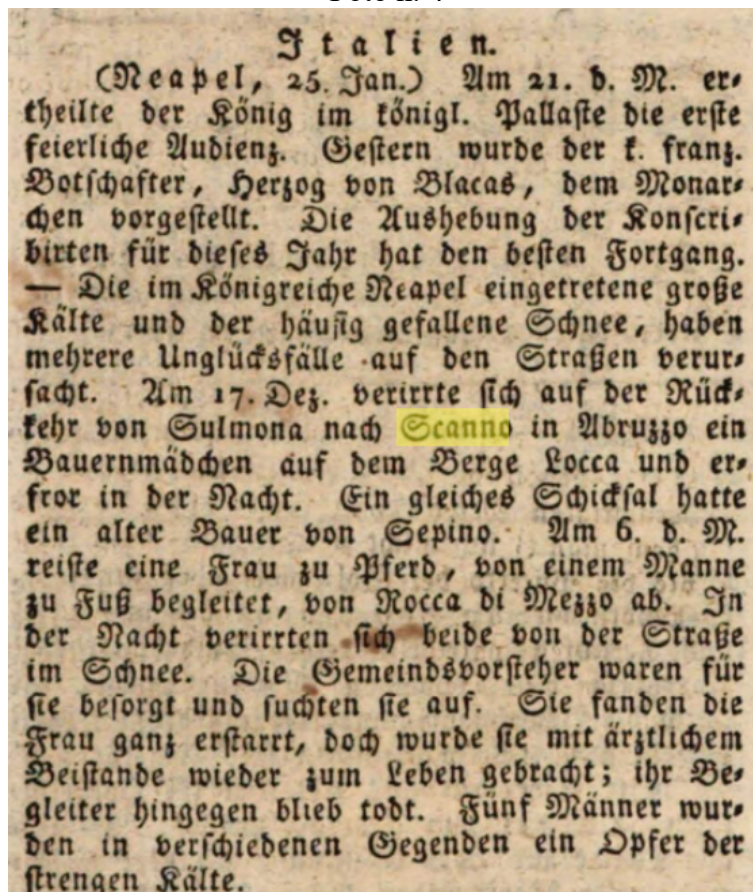 Italien.
(Neapel, 25. Jan.) Am 21. d. M. er⸗
theilte der König im königl. Pallaste die erste
feierliche Audienz. Gestern wurde der k. franz.
Botschafter, Herzog von Blacas, dem Monar⸗
chen vorgestellt. Die Aushebung der Konscri⸗
birten für dieses Jahr hat den besten Fortgang.
— Die im Königreiche Neapel eingetretene große
Kälte und der häufig gefallene Schnee, haben
mehrere Unglücksfälle auf den Straßen verur⸗
sacht. Am 17. Dez. verirrte sich auf der Rück⸗
kehr von Sulmona nach Scanno in Abruzzo ein
Bauernmädchen auf dem Berge Locca und er⸗
fror in der Nacht. Ein gleiches Schicksal hatte
ein alter Bauer von Sepino. Am 6. d. M.
reiste eine Frau zu Pferd, von einem Manne
zu Fuß begleitet, von Rocca di Mezzo ab. In
der Nacht verirrten sich beide von der Straße
im Schnee. Die Gemeindsvorsteher waren für
sie besorgt und suchten sie auf. Sie fanden die
Frau ganz erstarrt, doch wurde sie mit ärztlichem
Beistande wieder zum Leben gebracht; ihr Be⸗
gleiter hingegen blieb todt. Fünf Männer wur⸗
den in verschiedenen Gegenden ein Opfer der
strengen Kälte.